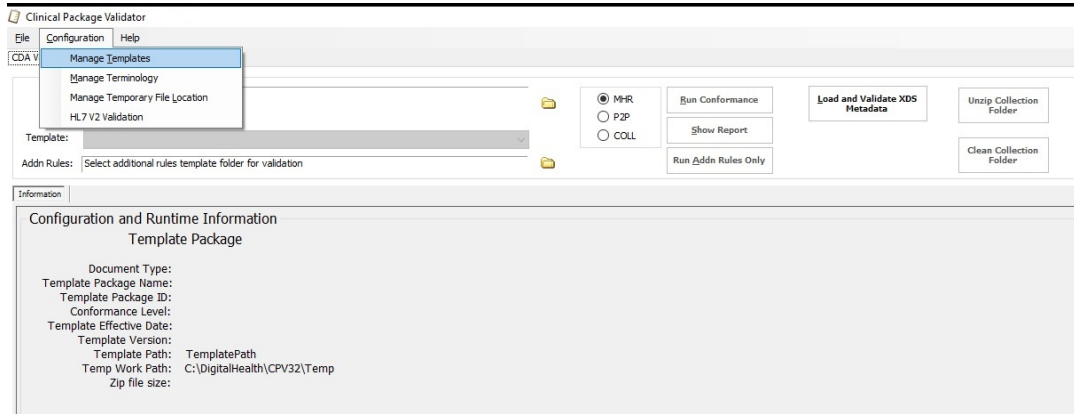 Clinical Package Validator
File Configuration Help
CDA V
Manage Templates
Manage Terminology
Manage Temporary File Location
HL7 V2 Validation
MHR
P2P
COLL
Run Conformance
Show Report
Run Addn Rules Only
Load and Validate XDS
Metadata
Unzip Collection
Folder
Clean Collection
Folder
Template:
Addn Rules: Select additional rules template folder for validation
Information
Configuration and Runtime Information
Template Package
Document Type:
Template Package Name:
Template Package ID:
Conformance Level:
Template Effective Date:
Template Version:
Template Path: TemplatePath
Temp Work Path: C:\DigitalHealth\CPV32\Temp
Zip file size: